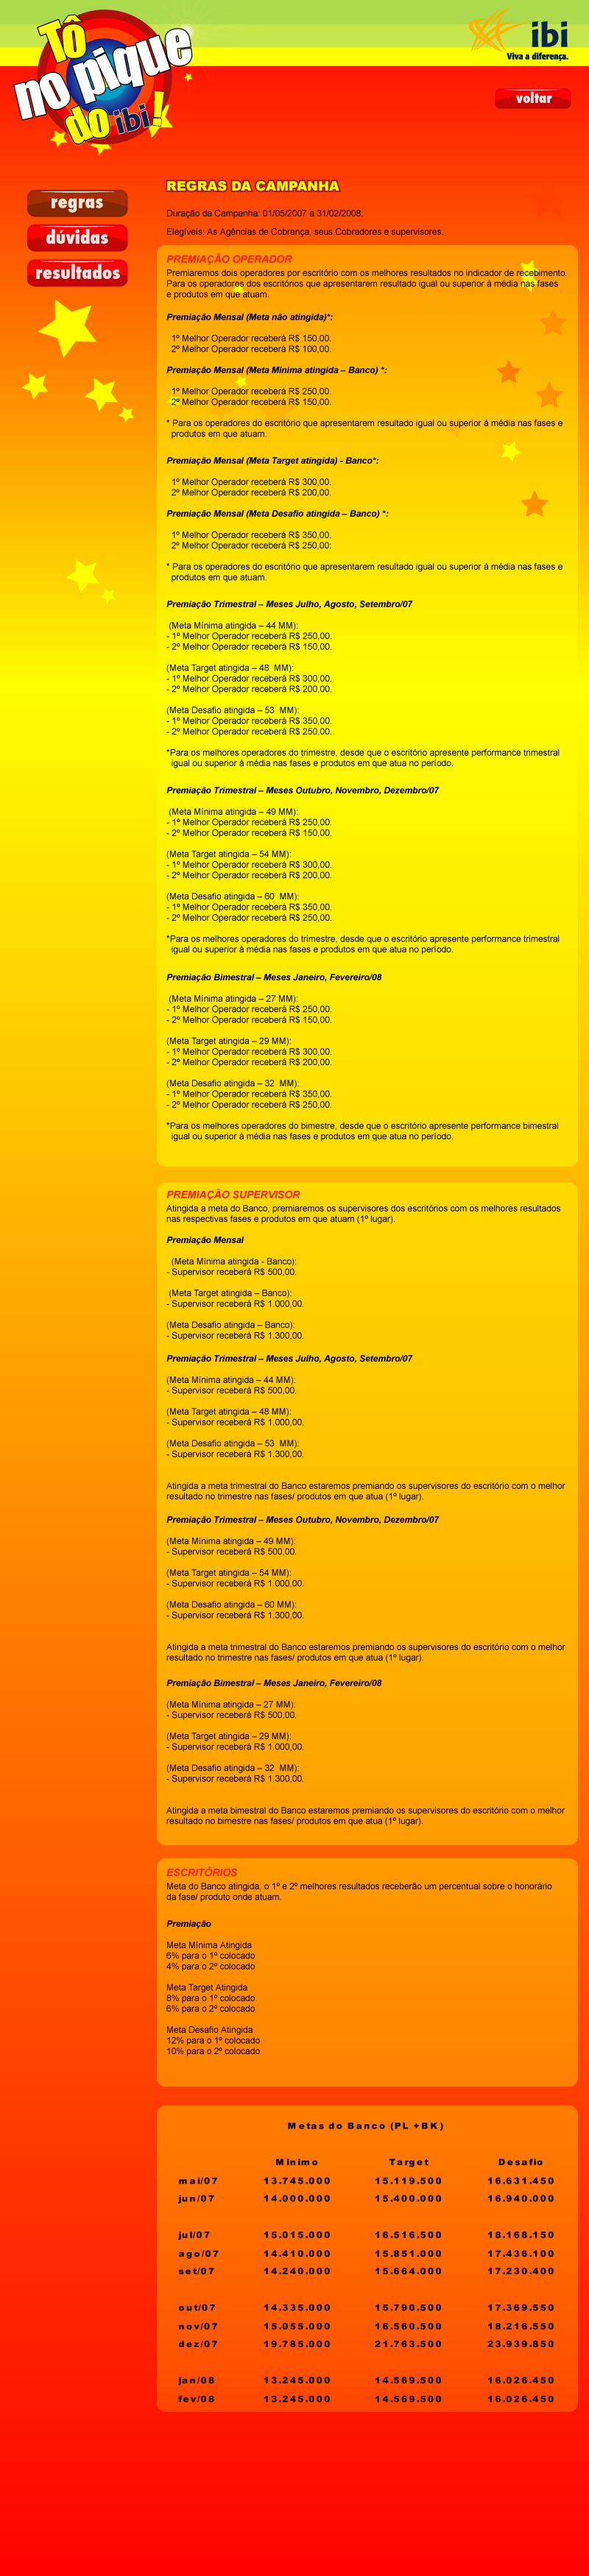 Tô
no pique
do ibi!
ibi
Viva a diferença.
voltar
regras
dúvidas
resultados
REGRAS DA CAMPANHA
Duração da Campanha: 01/05/2007 a 31/02/2008.
Elegíveis: As Agências de Cobrança, seus Cobradores e supervisores.
PREMIAÇÃO OPERADOR
Premiaremos dois operadores por escritório com os melhores resultados no indicador de recebimento.
Para os operadores dos escritórios que apresentarem resultado igual ou superior à média nas fases
e produtos em que atuam.
Premiação Mensal (Meta não atingida)*:
1º Melhor Operador receberá R$ 150,00.
2º Melhor Operador receberá R$ 100,00.
Premiação Mensal (Meta Mínima atingida – Banco) *:
1º Melhor Operador receberá R$ 250,00.
2º Melhor Operador receberá R$ 150,00.
* Para os operadores do escritório que apresentarem resultado igual ou superior à média nas fases e
produtos em que atuam.
Premiação Mensal (Meta Target atingida) - Banco*:
1º Melhor Operador receberá R$ 300,00.
2º Melhor Operador receberá R$ 200,00.
Premiação Mensal (Meta Desafio atingida – Banco) *:
1º Melhor Operador receberá R$ 350,00.
2º Melhor Operador receberá R$ 250,00:
* Para os operadores do escritório que apresentarem resultado igual ou superior à média nas fases e
produtos em que atuam.
Premiação Trimestral – Meses Julho, Agosto, Setembro/07
(Meta Mínima atingida – 44 MM):
- 1º Melhor Operador receberá R$ 250,00.
- 2º Melhor Operador receberá R$ 150,00.
(Meta Target atingida – 48 MM):
- 1º Melhor Operador receberá R$ 300,00.
- 2º Melhor Operador receberá R$ 200,00.
(Meta Desafio atingida – 53 MM):
- 1º Melhor Operador receberá R$ 350,00.
- 2º Melhor Operador receberá R$ 250,00.
*Para os melhores operadores do trimestre, desde que o escritório apresente performance trimestral
igual ou superior à média nas fases e produtos em que atua no período.
Premiação Trimestral – Meses Outubro, Novembro, Dezembro/07
(Meta Mínima atingida – 49 MM):
- 1º Melhor Operador receberá R$ 250,00.
- 2º Melhor Operador receberá R$ 150,00.
(Meta Target atingida – 54 MM):
- 1º Melhor Operador receberá R$ 300,00.
- 2º Melhor Operador receberá R$ 200,00.
(Meta Desafio atingida – 60 MM):
- 1º Melhor Operador receberá R$ 350,00.
- 2º Melhor Operador receberá R$ 250,00.
*Para os melhores operadores do trimestre, desde que o escritório apresente performance trimestral
igual ou superior à média nas fases e produtos em que atua no período.
Premiação Bimestral – Meses Janeiro, Fevereiro/08
(Meta Mínima atingida – 27 MM):
- 1º Melhor Operador receberá R$ 250,00.
- 2º Melhor Operador receberá R$ 150,00.
(Meta Target atingida – 29 MM):
- 1º Melhor Operador receberá R$ 300,00.
- 2º Melhor Operador receberá R$ 200,00.
(Meta Desafio atingida – 32 MM):
- 1º Melhor Operador receberá R$ 350,00.
- 2º Melhor Operador receberá R$ 250,00.
*Para os melhores operadores do bimestre, desde que o escritório apresente performance bimestral
igual ou superior à média nas fases e produtos em que atua no período.
PREMIAÇÃO SUPERVISOR
Atingida a meta do Banco, premiaremos os supervisores dos escritórios com os melhores resultados
nas respectivas fases e produtos em que atuam (1º lugar).
Premiação Mensal
(Meta Mínima atingida - Banco):
- Supervisor receberá R$ 500,00.
(Meta Target atingida – Banco):
- Supervisor receberá R$ 1.000,00.
(Meta Desafio atingida – Banco):
- Supervisor receberá R$ 1.300,00.
Premiação Trimestral – Meses Julho, Agosto, Setembro/07
(Meta Mínima atingida – 44 MM):
- Supervisor receberá R$ 500,00.
(Meta Target atingida – 48 MM):
- Supervisor receberá R$ 1.000,00.
(Meta Desafio atingida – 53 MM):
- Supervisor receberá R$ 1.300,00.
Atingida a meta trimestral do Banco estaremos premiando os supervisores do escritório com o melhor
resultado no trimestre nas fases/ produtos em que atua (1º lugar).
Premiação Trimestral – Meses Outubro, Novembro, Dezembro/07
(Meta Mínima atingida – 49 MM):
- Supervisor receberá R$ 500,00.
(Meta Target atingida – 54 MM):
- Supervisor receberá R$ 1.000,00.
(Meta Desafio atingida – 60 MM):
- Supervisor receberá R$ 1.300,00.
Atingida a meta trimestral do Banco estaremos premiando os supervisores do escritório com o melhor
resultado no trimestre nas fases/ produtos em que atua (1º lugar).
Premiação Bimestral – Meses Janeiro, Fevereiro/08
(Meta Mínima atingida – 27 MM):
- Supervisor receberá R$ 500,00.
(Meta Target atingida – 29 MM):
- Supervisor receberá R$ 1.000,00.
(Meta Desafio atingida – 32 MM):
- Supervisor receberá R$ 1.300,00.
Atingida a meta bimestral do Banco estaremos premiando os supervisores do escritório com o melhor
resultado no bimestre nas fases/ produtos em que atua (1º lugar).
ESCRITÓRIOS
Meta do Banco atingida, o 1º e 2º melhores resultados receberão um percentual sobre o honorário
da fase/ produto onde atuam.
Premiação
Meta Mínima Atingida
6% para o 1º colocado
4% para o 2º colocado
Meta Target Atingida
8% para o 1º colocado
6% para o 2º colocado
Meta Desafio Atingida
12% para o 1º colocado
10% para o 2º colocado
Metas do Banco (PL +BK)
Mínimo Target Desafio
mai/07 13.745.000 15.119.500 16.631.450
jun/07 14.000.000 15.400.000 16.940.000
jul/07 15.015.000 16.516.500 18.168.150
ago/07 14.410.000 15.851.000 17.436.100
set/07 14.240.000 15.664.000 17.230.400
out/07 14.335.000 15.790.500 17.369.550
nov/07 15.055.000 16.560.500 18.216.550
dez/07 19.785.000 21.763.500 23.939.850
jan/08 13.245.000 14.569.500 16.026.450
fev/08 13.245.000 14.569.500 16.026.450